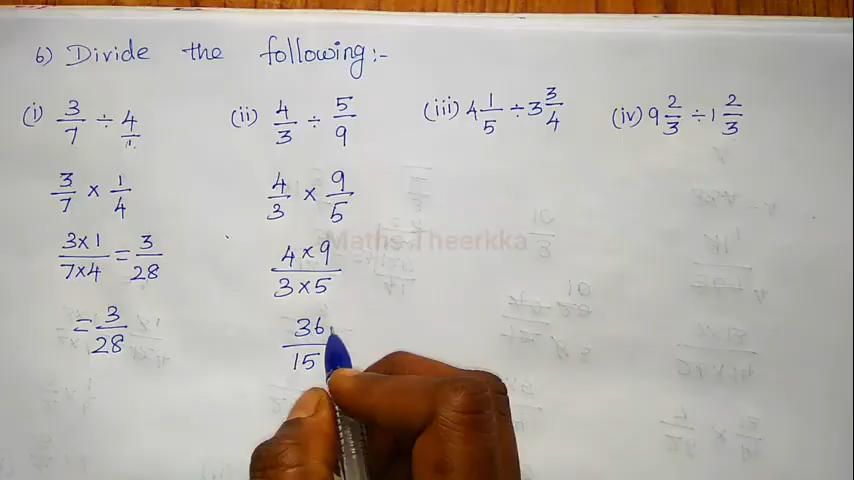 6) Divide the following:-
(i) 3/7 ÷ 4/1 (ii) 4/3 ÷ 5/9 (iii) 4 1/5 ÷ 3 3/4 (iv) 9 2/3 ÷ 1 2/3
3/7 × 1/4 4/3 × 9/5
3×1/7×4 = 3/28 4×9/3×5
= 3/28 36/15
Maths Theerkka